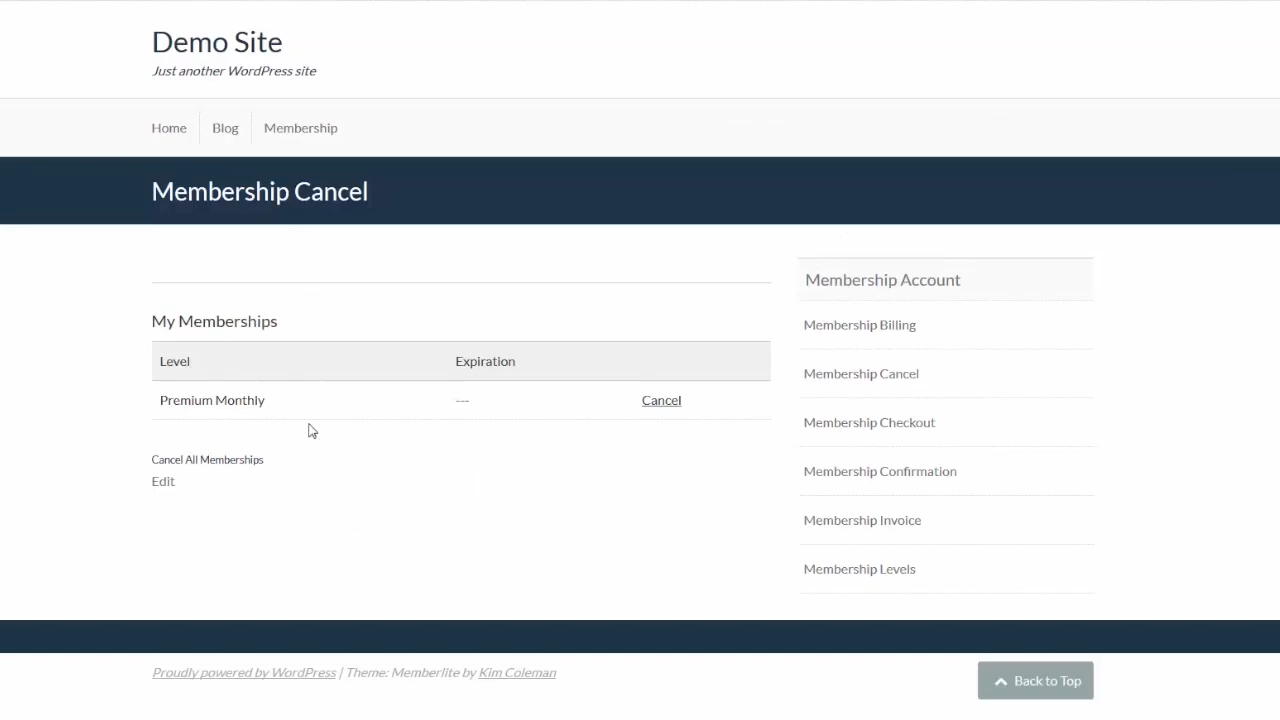 Demo Site
Just another WordPress site
Home
Blog
Membership
Membership Cancel
My Memberships
Level
Expiration
Premium Monthly
---
Cancel
Cancel All Memberships
Edit
Membership Account
Membership Billing
Membership Cancel
Membership Checkout
Membership Confirmation
Membership Invoice
Membership Levels
Proudly powered by WordPress | Theme: Memberlite by Kim Coleman
Back to Top